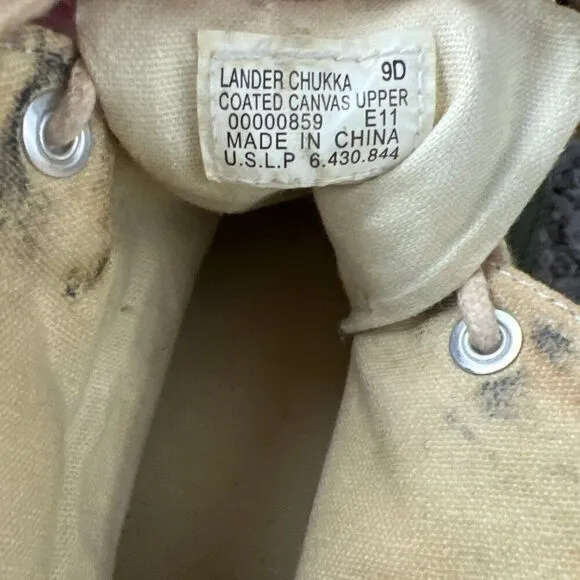 LANDER CHUKKA 9D
COATED CANVAS UPPER
00000859 E11
MADE IN CHINA
U.S.L.P 6.430.844